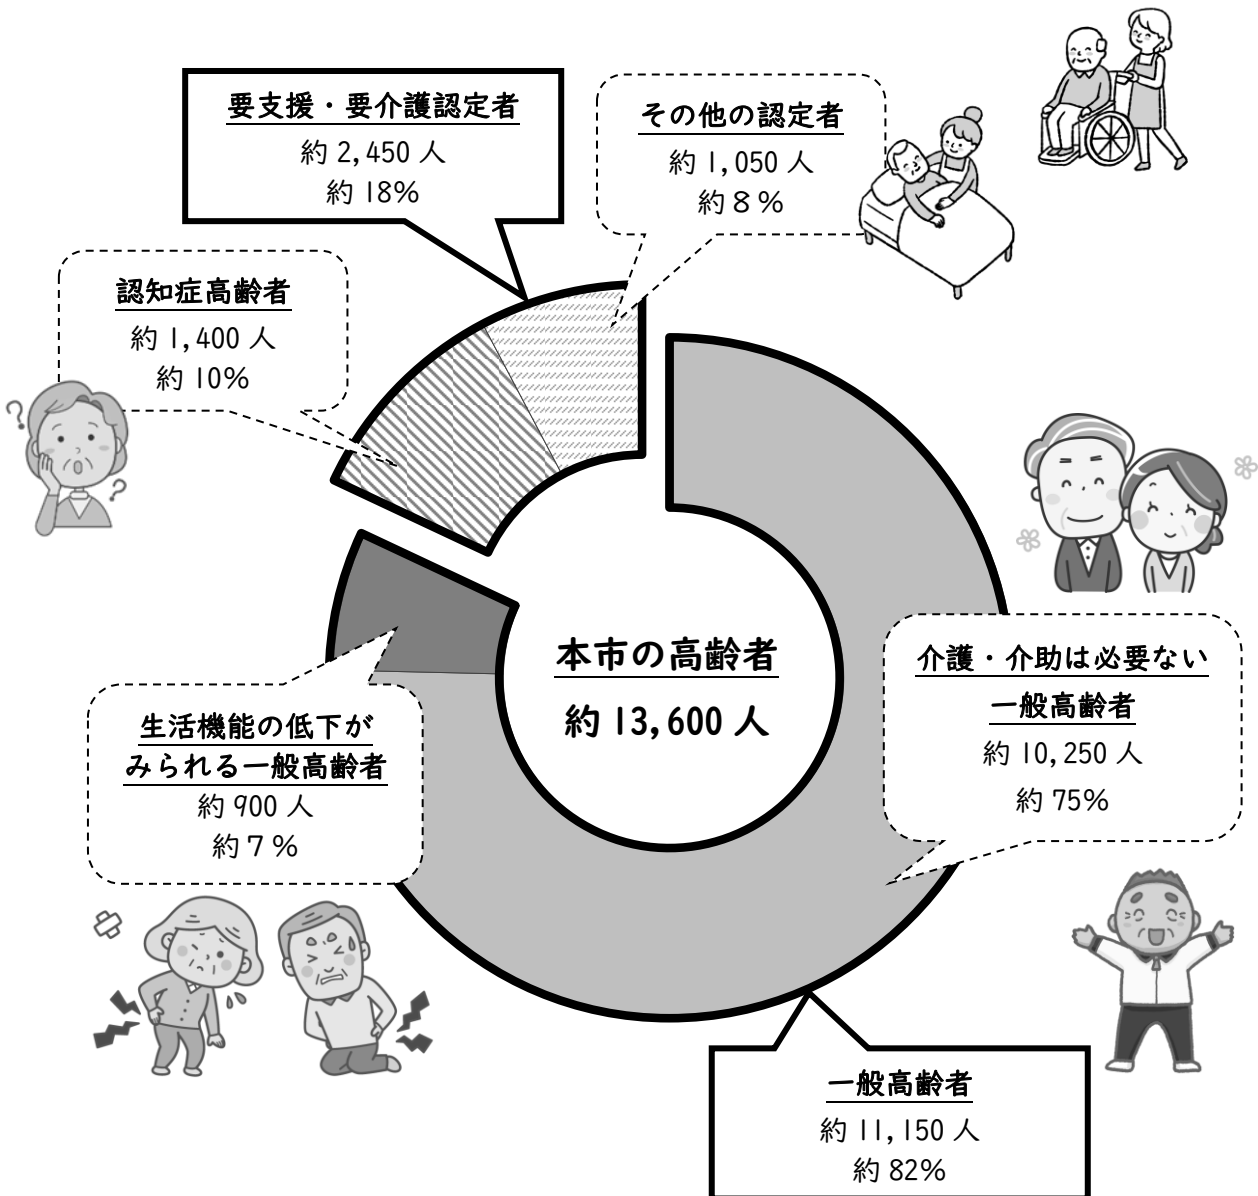 要支援・要介護認定者
約 2,450 人
約 18%
その他の認定者
約 1,050 人
約 8 %
認知症高齢者
約 1,400 人
約 10%
?
?
本市の高齢者
約 13,600 人
介護・介助は必要ない
一般高齢者
約 10,250 人
約 75%
生活機能の低下が
みられる一般高齢者
約 900 人
約 7 %
一般高齢者
約 11,150 人
約 82%